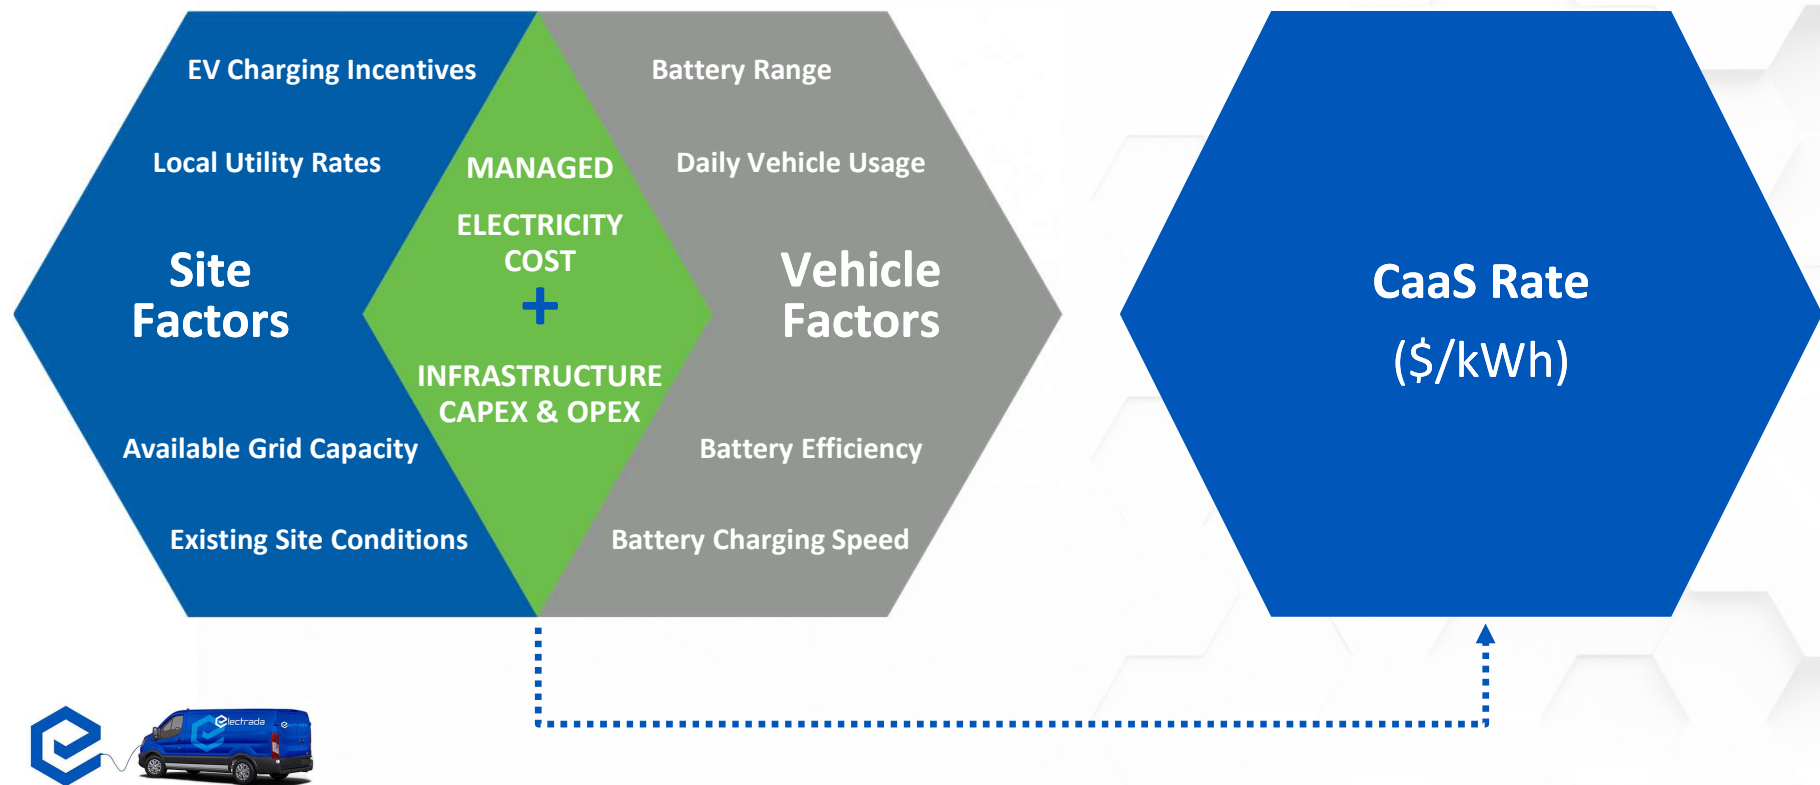 EV Charging Incentives
Local Utility Rates
Site
Factors
Available Grid Capacity
Existing Site Conditions
MANAGED
ELECTRICITY
COST
+
INFRASTRUCTURE
CAPEX & OPEX
Battery Range
Daily Vehicle Usage
Vehicle
Factors
Battery Efficiency
Battery Charging Speed
CaaS Rate
($/kWh)
electrada
electrada